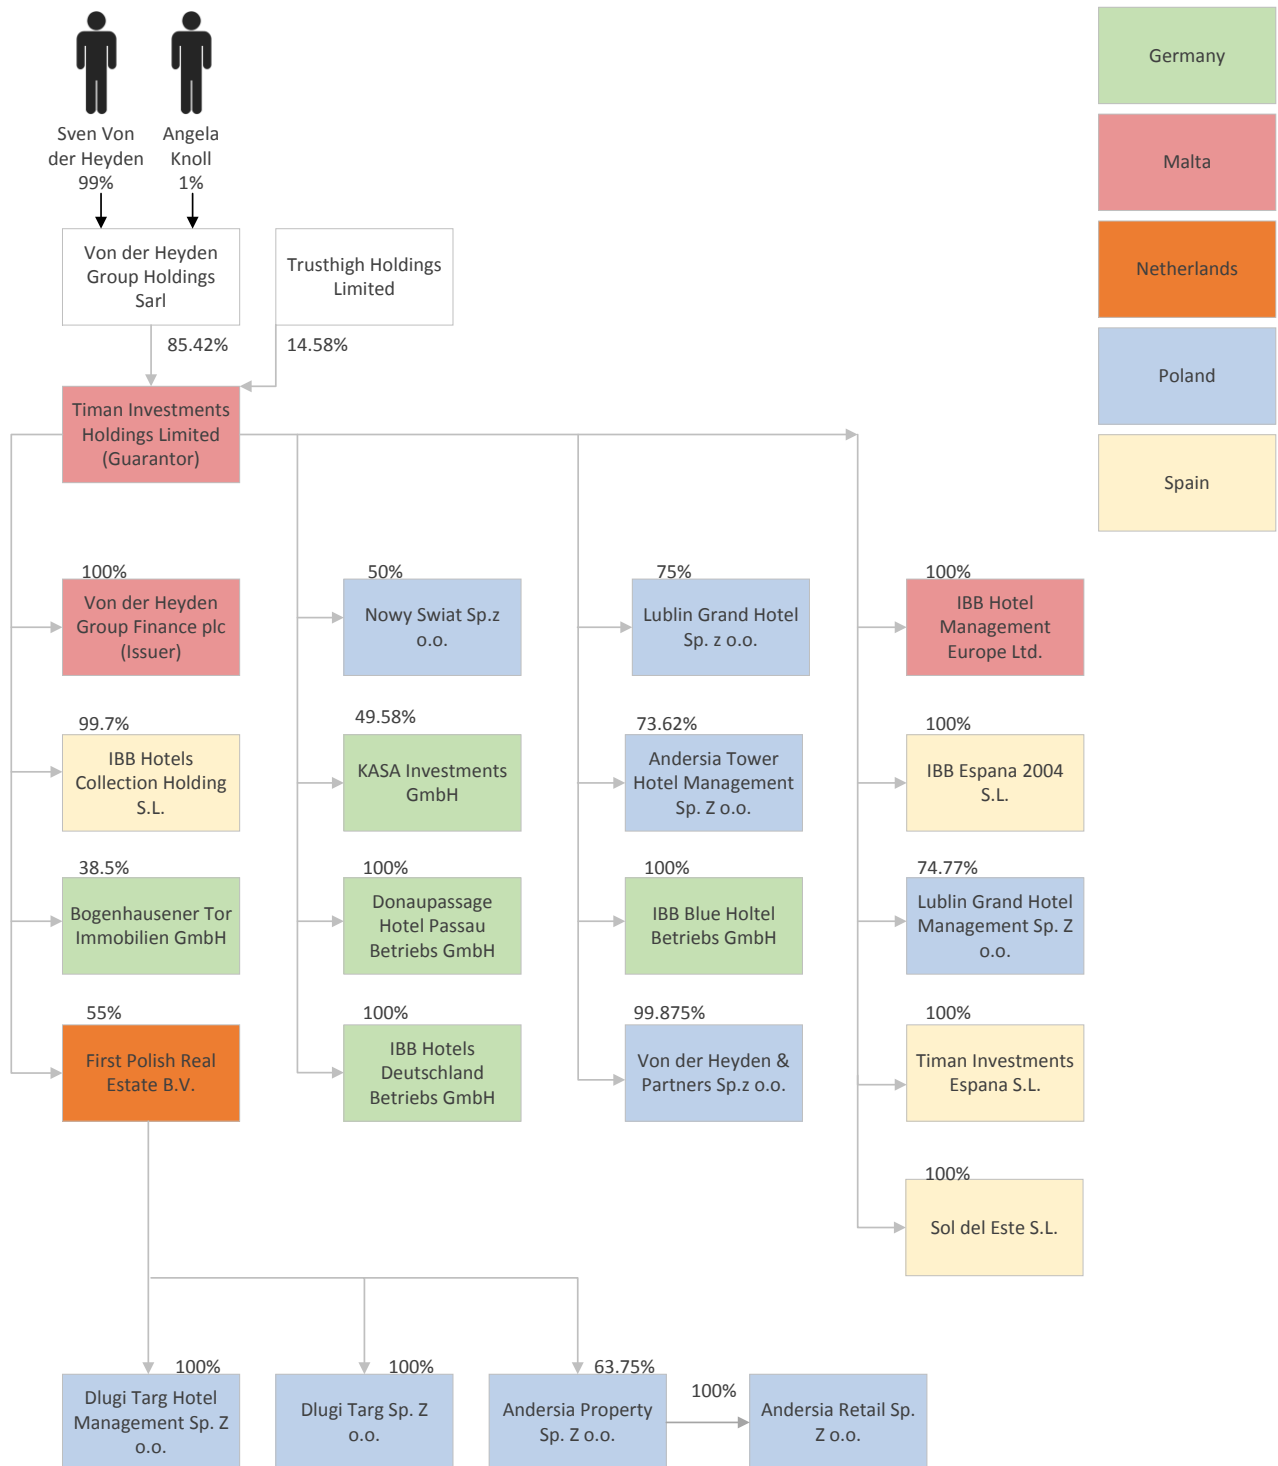 Sven Von
der Heyden
99%
Angela
Knoll
1%
Germany
Malta
Netherlands
Poland
Spain
Von der Heyden
Group Holdings
Sarl
Trusthigh Holdings
Limited
85.42%
14.58%
Timan Investments
Holdings Limited
(Guarantor)
100%
Von der Heyden
Group Finance plc
(Issuer)
50%
Nowy Swiat Sp.z
o.o.
75%
Lublin Grand Hotel
Sp. z o.o.
100%
IBB Hotel
Management
Europe Ltd.
99.7%
IBB Hotels
Collection Holding
S.L.
49.58%
KASA Investments
GmbH
73.62%
Andersia Tower
Hotel Management
Sp. Z o.o.
100%
IBB Espana 2004
S.L.
38.5%
Bogenhausener Tor
Immobilien GmbH
100%
Donaupassage
Hotel Passau
Betriebs GmbH
100%
IBB Blue Holtel
Betriebs GmbH
74.77%
Lublin Grand Hotel
Management Sp. Z
o.o.
55%
First Polish Real
Estate B.V.
100%
IBB Hotels
Deutschland
Betriebs GmbH
99.875%
Von der Heyden &
Partners Sp.z o.o.
100%
Timan Investments
Espana S.L.
100%
Sol del Este S.L.
100%
Dlugi Targ Hotel
Management Sp. Z
o.o.
100%
Dlugi Targ Sp. Z
o.o.
63.75%
Andersia Property
Sp. Z o.o.
100%
Andersia Retail Sp.
Z o.o.